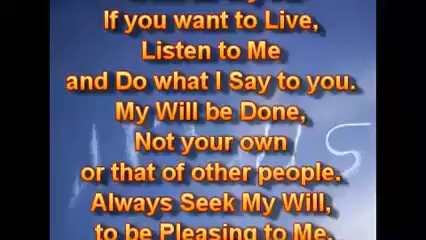 If you want to Live,
Listen to Me
and Do what I Say to you.
My Will be Done,
Not your own
or that of other people.
Always Seek My Will,
to be Pleasing to Me.